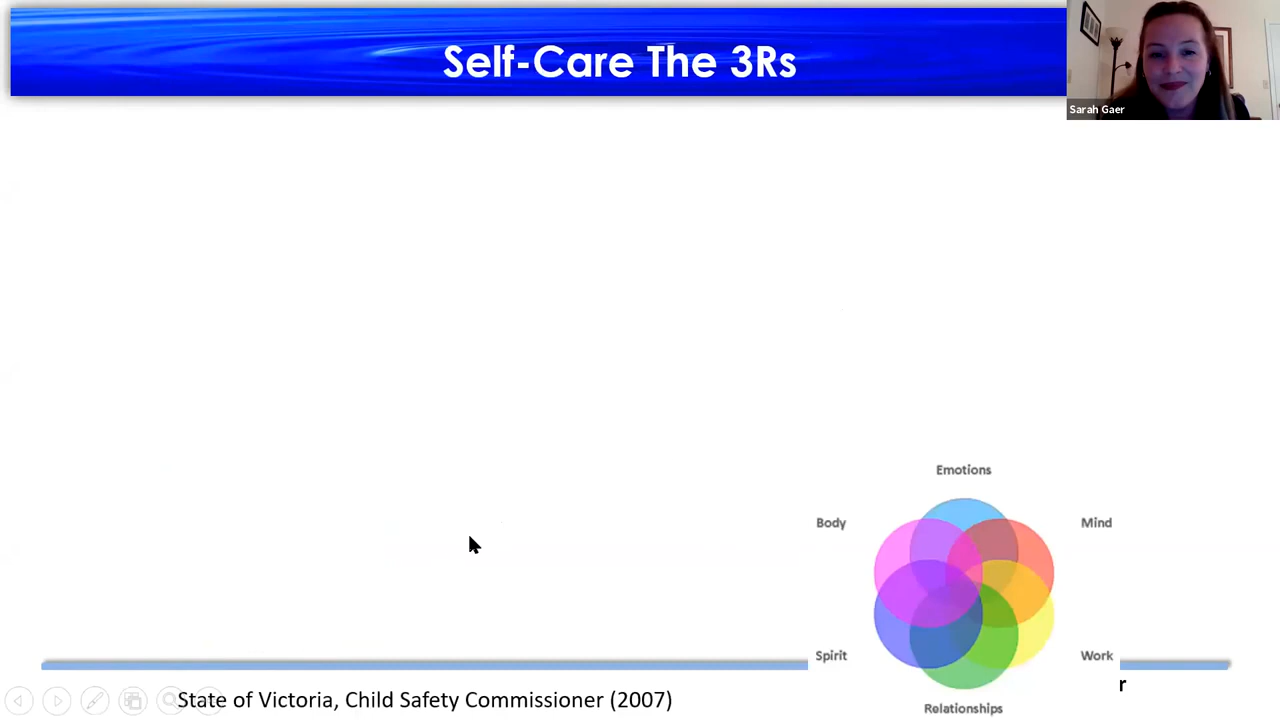 Self-Care The 3Rs
Sarah Gaer
Emotions
Body
Mind
Spirit
Work
r
State of Victoria, Child Safety Commissioner (2007)
Relationships